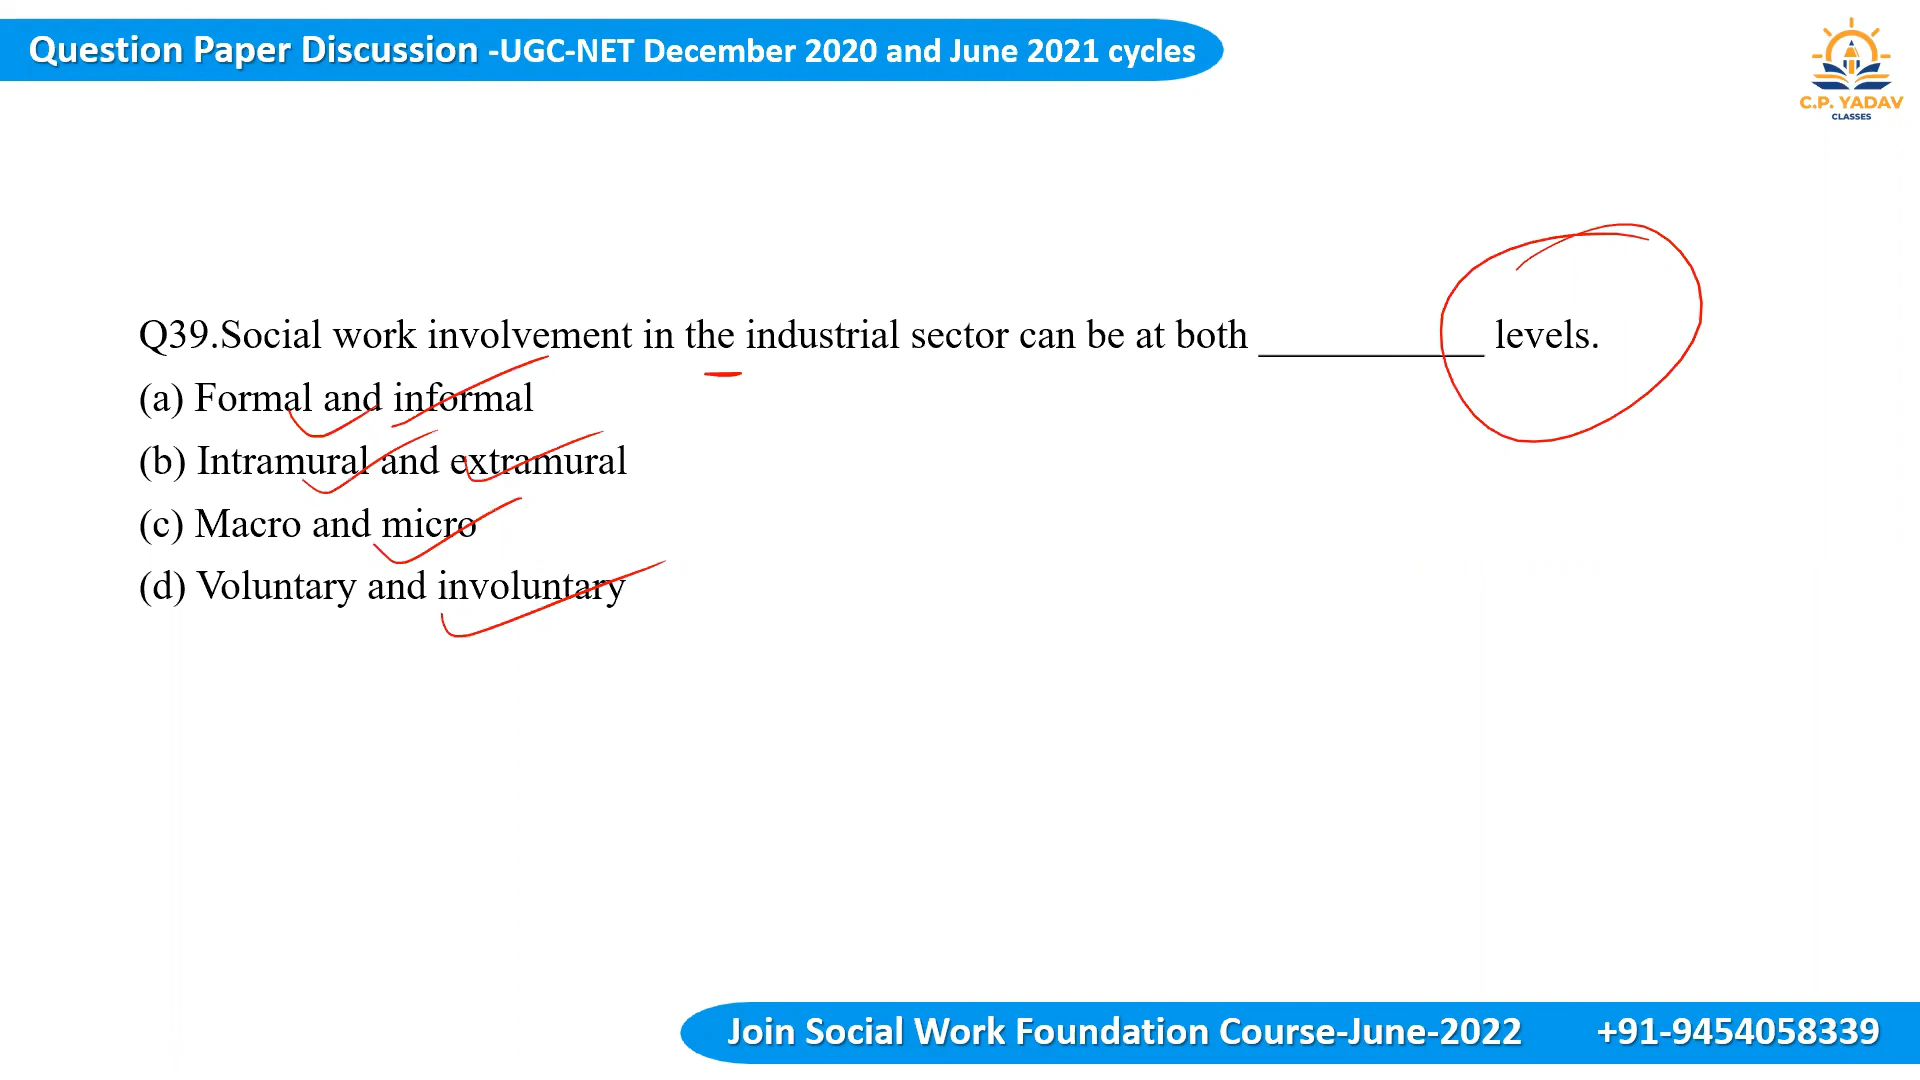 Question Paper Discussion -UGC-NET December 2020 and June 2021 cycles
C.P. YADAV
CLASSES
Q39.Social work involvement in the industrial sector can be at both ___________ levels.
(a) Formal and informal
(b) Intramural and extramural
(c) Macro and micro
(d) Voluntary and involuntary
Join Social Work Foundation Course-June-2022 +91-9454058339